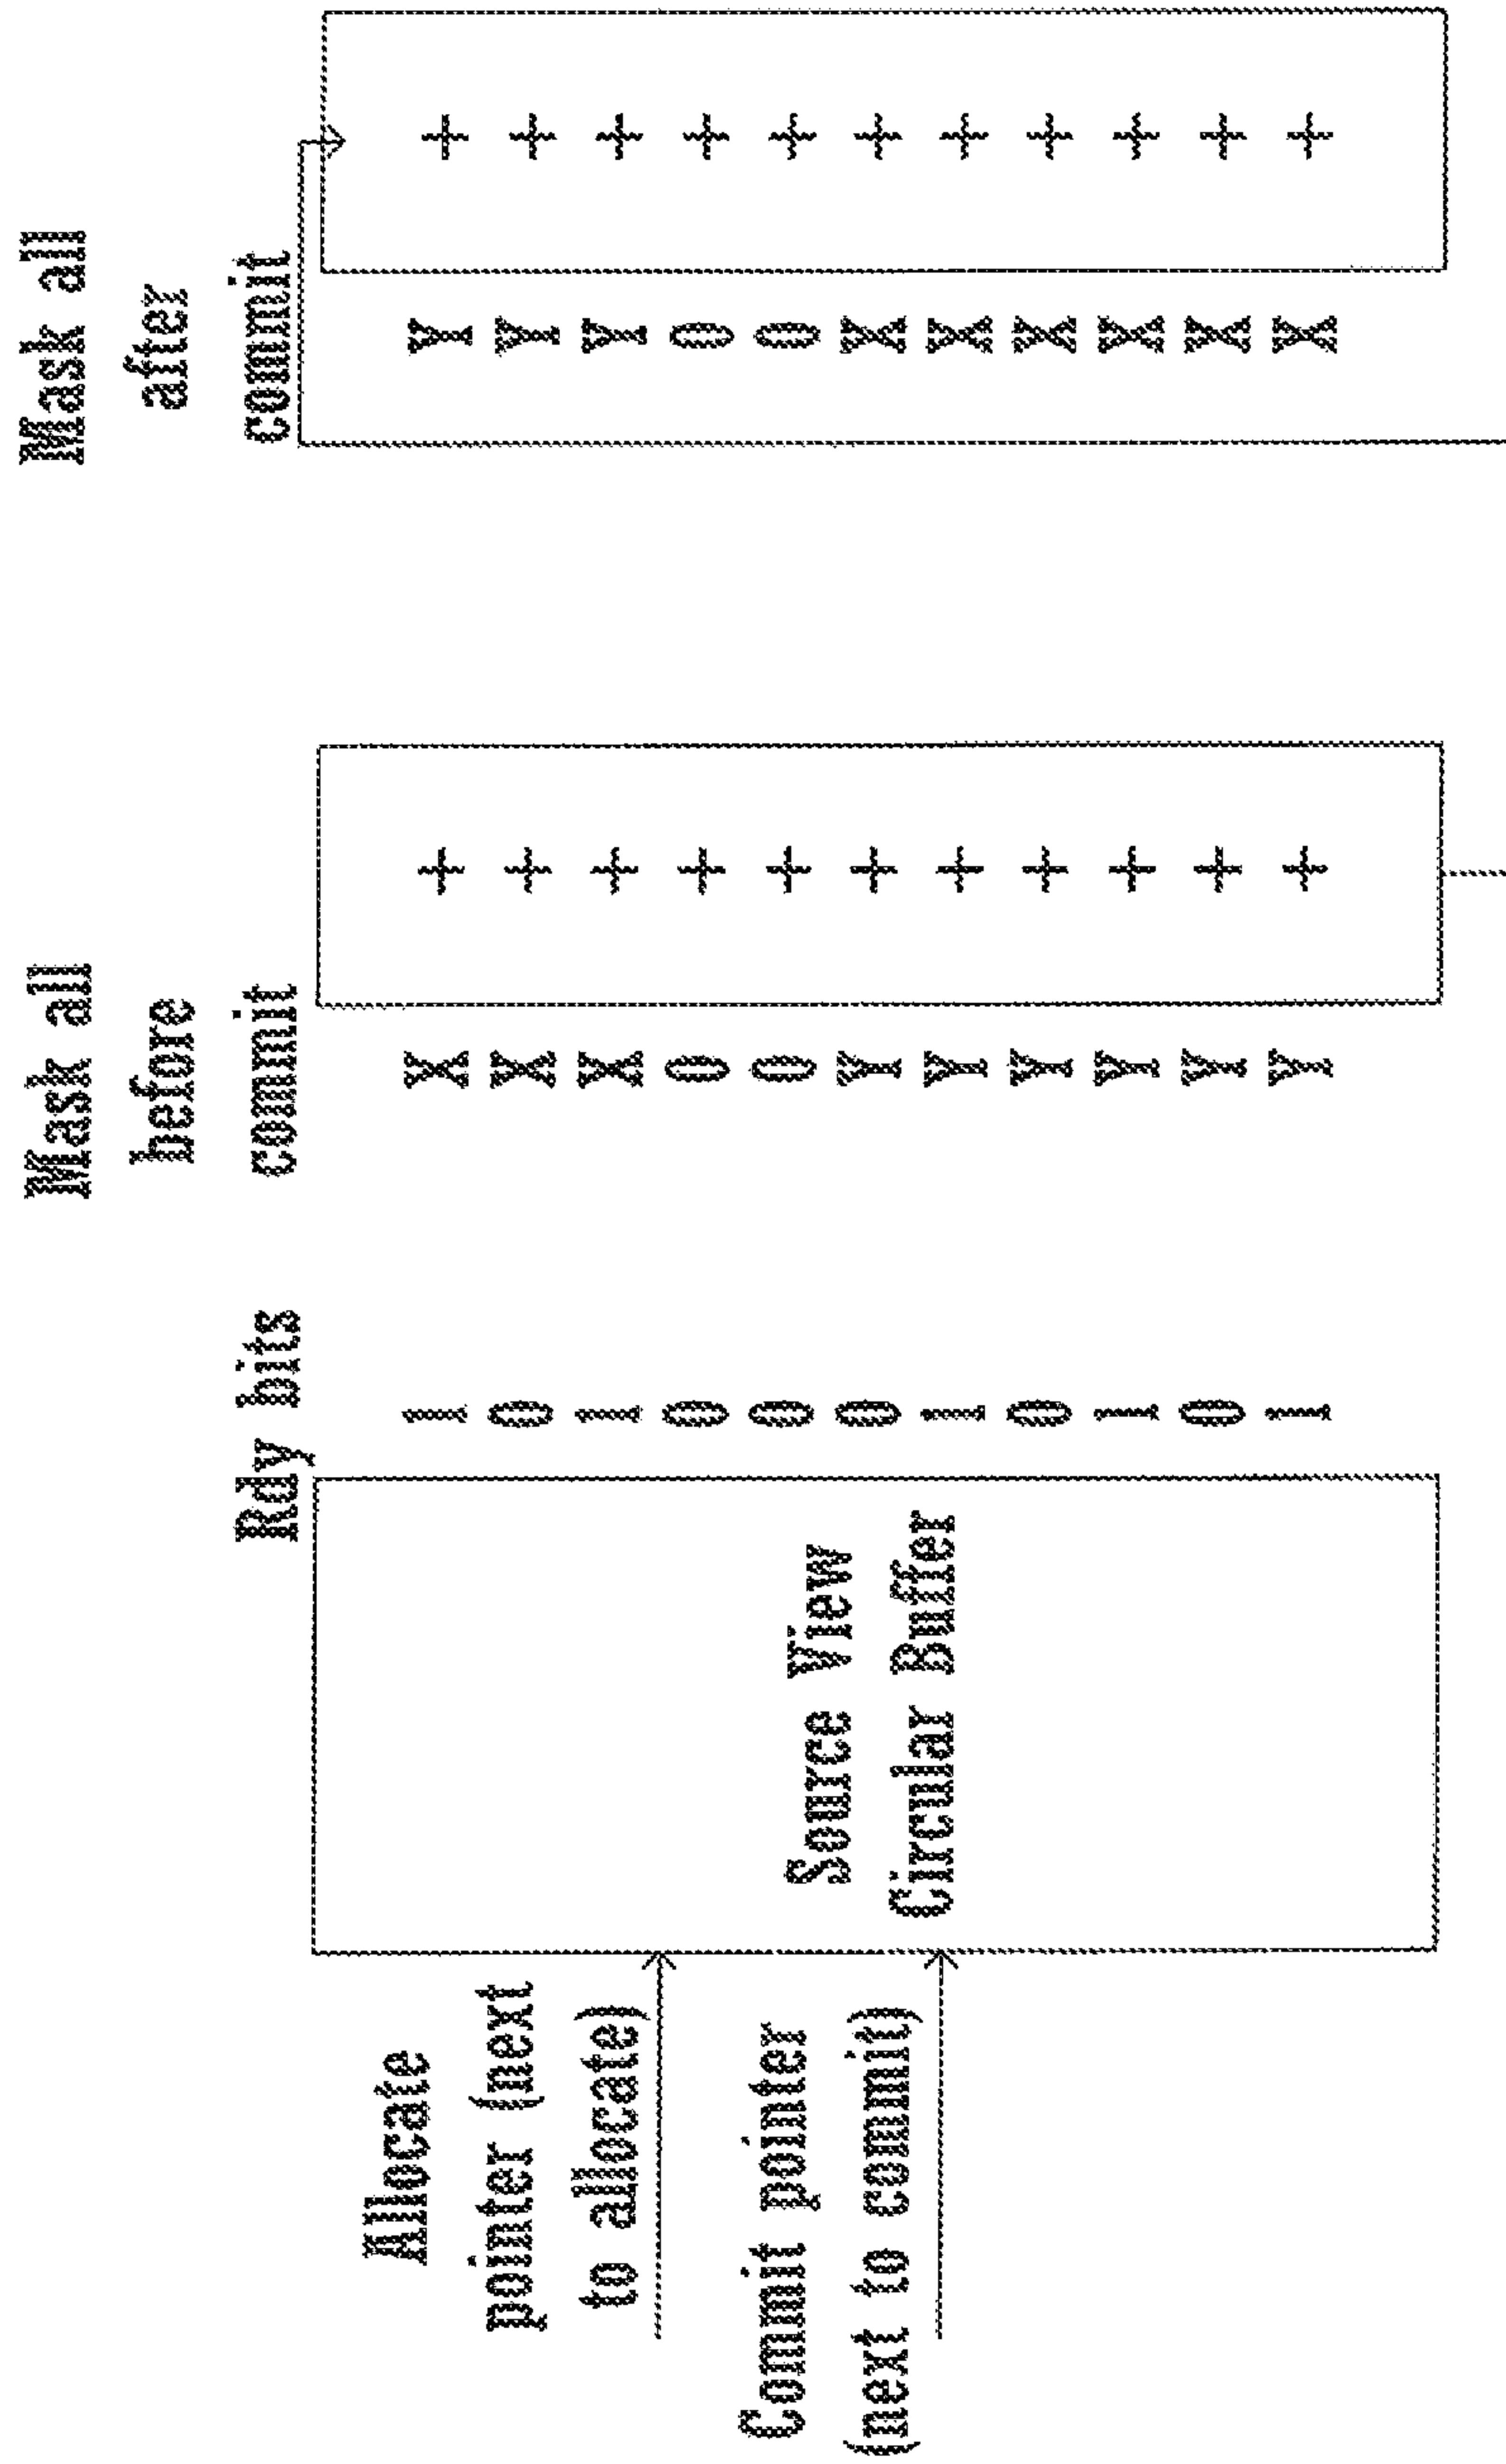 Mask all
before
commit
Mask all
after
commit
Rdy bits
Allocate
pointer (next
to allocate)
Commit pointer
(next to commit)
Source View
Circular Buffer
1 X + Y +
0 X + Y +
1 X + Y +
0 0 + 0 +
0 0 + 0 +
0 Y + X +
1 Y + X +
0 Y + X +
1 Y + X +
0 Y + X +
1 Y + X +